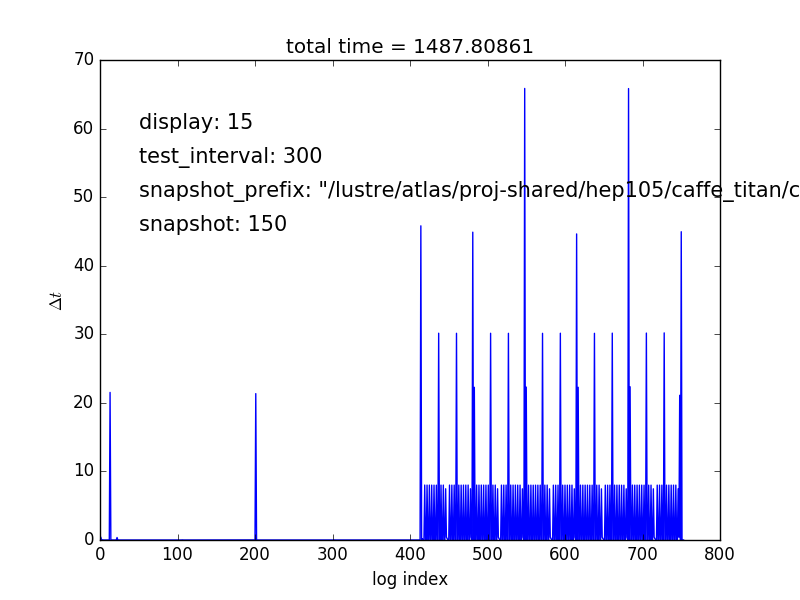 total time = 1487.80861
70
60
50
40
30
20
10
0
display: 15
test_interval: 300
snapshot_prefix: "/lustre/atlas/proj-shared/hep105/caffe_titan/c
snapshot: 150
Δt
0 100 200 300 400 500 600 700 800
log index